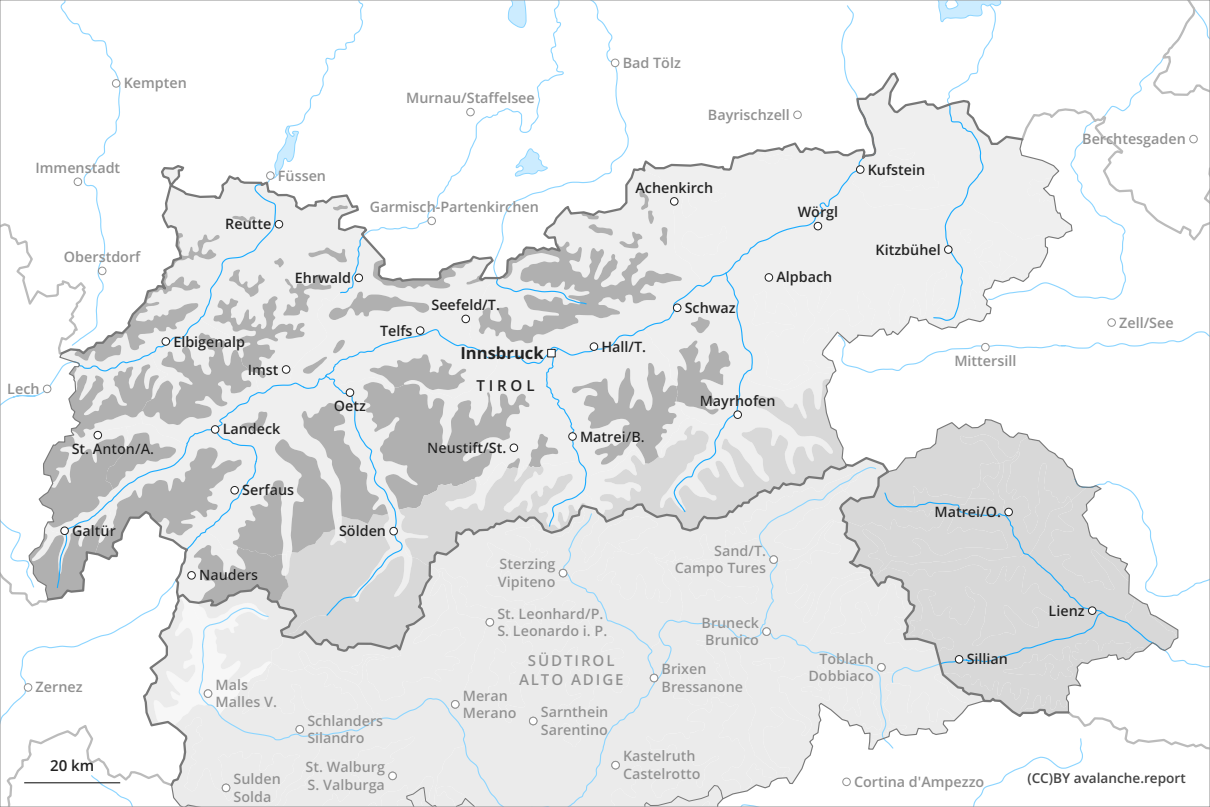 Kempten
Bad Tölz
Murnau/Staffelsee
Bayrischzell
Berchtesgaden
Immenstadt
Füssen
Kufstein
Achenkirch
Garmisch-Partenkirchen
Wörgl
Reutte
Kitzbühel
Oberstdorf
Ehrwald
Alpbach
Seefeld/T.
Schwaz
Zell/See
Telfs
Elbigenalp
Innsbruck
Hall/T.
Mittersill
Imst
TIROL
Lech
Oetz
Mayrhofen
Landeck
Matrei/B.
St. Anton/A.
Neustift/St.
Serfaus
Matrei/O.
Galtür
Sölden
Sand/T.
Campo Tures
Sterzing
Vipiteno
Nauders
Lienz
St. Leonhard/P.
S. Leonardo i. P.
Bruneck
Brunico
SÜDTIROL
ALTO ADIGE
Toblach
Dobbiaco
Sillian
Brixen
Bressanone
Zernez
Mals
Malles V.
Meran
Merano
Sarnthein
Sarentino
Schlanders
Silandro
Kastelruth
Castelrotto
20 km
St. Walburg
S. Valburga
Sulden
Solda
Cortina d'Ampezzo
(CC)BY avalanche.report